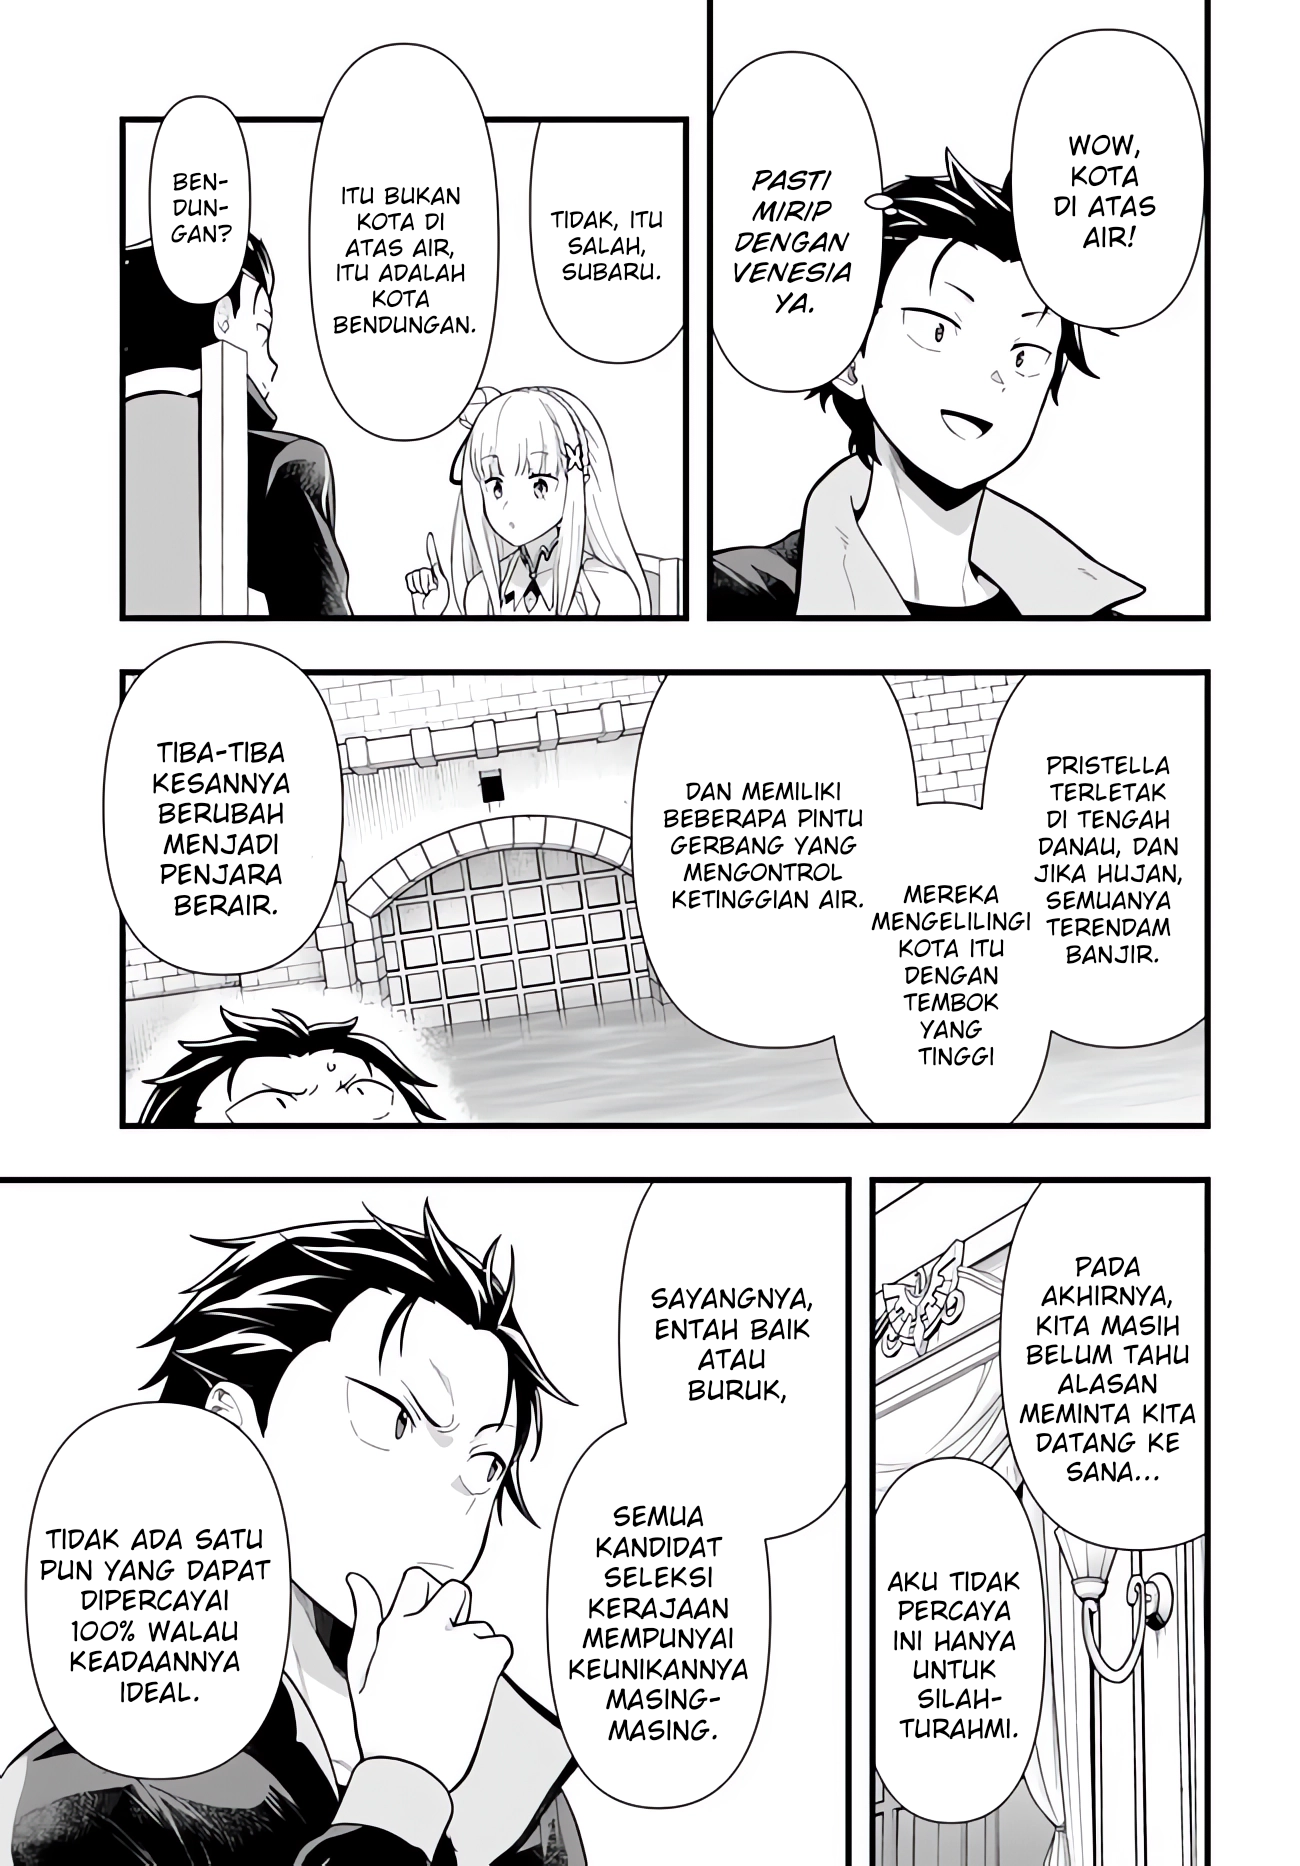 WOW,
KOTA
DI ATAS
AIR!
PASTI
MIRIP
DENGAN
VENESIA
YA.
TIDAK, ITU
SALAH,
SUBARU.
ITU BUKAN
KOTA DI
ATAS AIR,
ITU ADALAH
KOTA
BENDUNGAN.
BEN-
DUN-
GAN?
PRISTELLA
TERLETAK
DI TENGAH
DANAU, DAN
JIKA HUJAN,
SEMUANYA
TERENDAM
BANJIR.
MEREKA
MENGELILINGI
KOTA ITU
DENGAN
TEMBOK
YANG
TINGGI
DAN MEMILIKI
BEBERAPA PINTU
GERBANG YANG
MENGONTROL
KETINGGIAN AIR.
TIBA-TIBA
KESANNYA
BERUBAH
MENJADI
PENJARA
BERAIR.
PADA
AKHIRNYA,
KITA MASIH
BELUM TAHU
ALASAN
MEMINTA KITA
DATANG KE
SANA...
AKU TIDAK
PERCAYA
INI HANYA
UNTUK
SILAH-
TURAHMI.
SAYANGNYA,
ENTAH BAIK
ATAU
BURUK,
SEMUA
KANDIDAT
SELEKSI
KERAJAAN
MEMPUNYAI
KEUNIKANNYA
MASING-
MASING.
TIDAK ADA SATU
PUN YANG DAPAT
DIPERCAYAI
100% WALAU
KEADAANNYA
IDEAL.